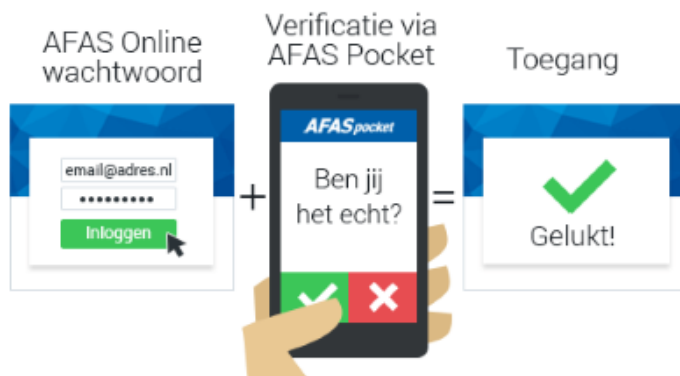 AFAS Online
wachtwoord
email@adres.nl
•••••••••
Inloggen
+
Verificatie via
AFAS Pocket
AFAS pocket
Ben jij
het echt?
=
Toegang
Gelukt!